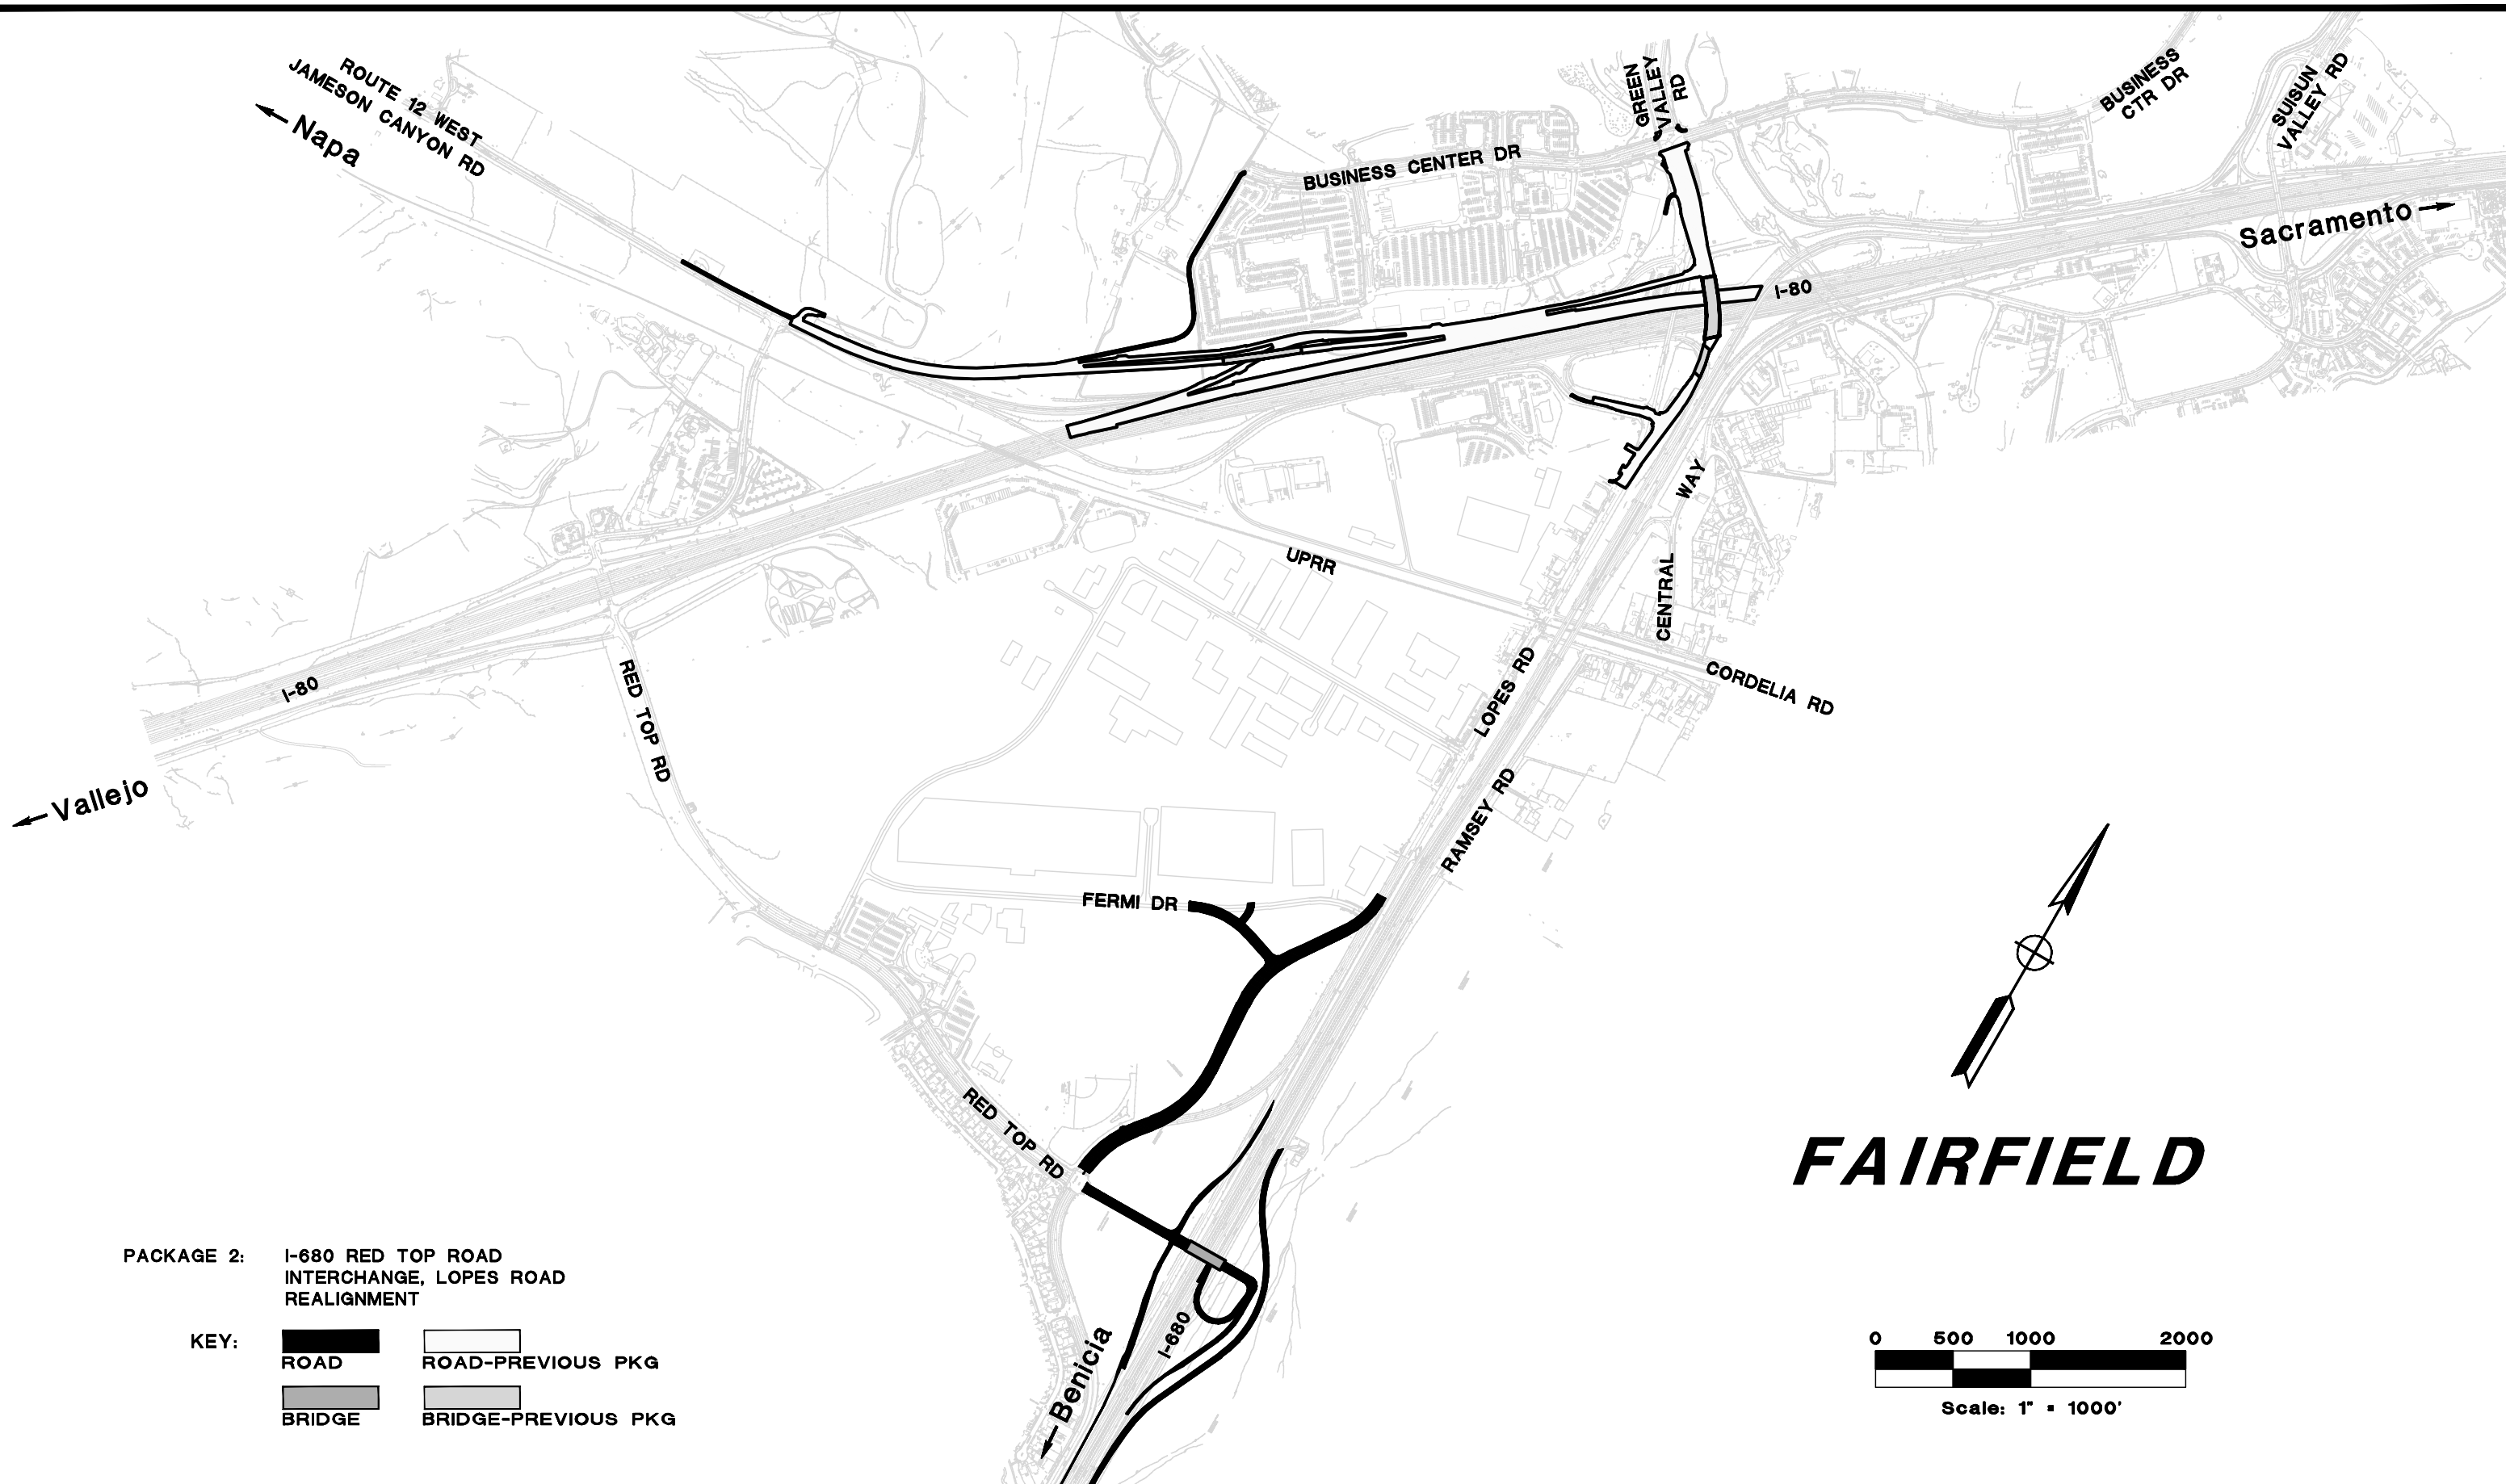 ROUTE 12 WEST
JAMESON CANYON RD
Napa
GREEN
VALLEY
RD
BUSINESS
CTR DR
SUISUN
VALLEY RD
BUSINESS CENTER DR
Sacramento
I-80
WAY
CENTRAL
UPRR
CORDELIA RD
LOPES RD
RAMSEY RD
I-80
RED TOP RD
Vallejo
FERMI DR
RED TOP RD
FAIRFIELD
I-680
Benicia
PACKAGE 2: I-680 RED TOP ROAD
INTERCHANGE, LOPES ROAD
REALIGNMENT
KEY:
ROAD ROAD-PREVIOUS PKG
BRIDGE BRIDGE-PREVIOUS PKG
0 500 1000 2000
Scale: 1" = 1000'